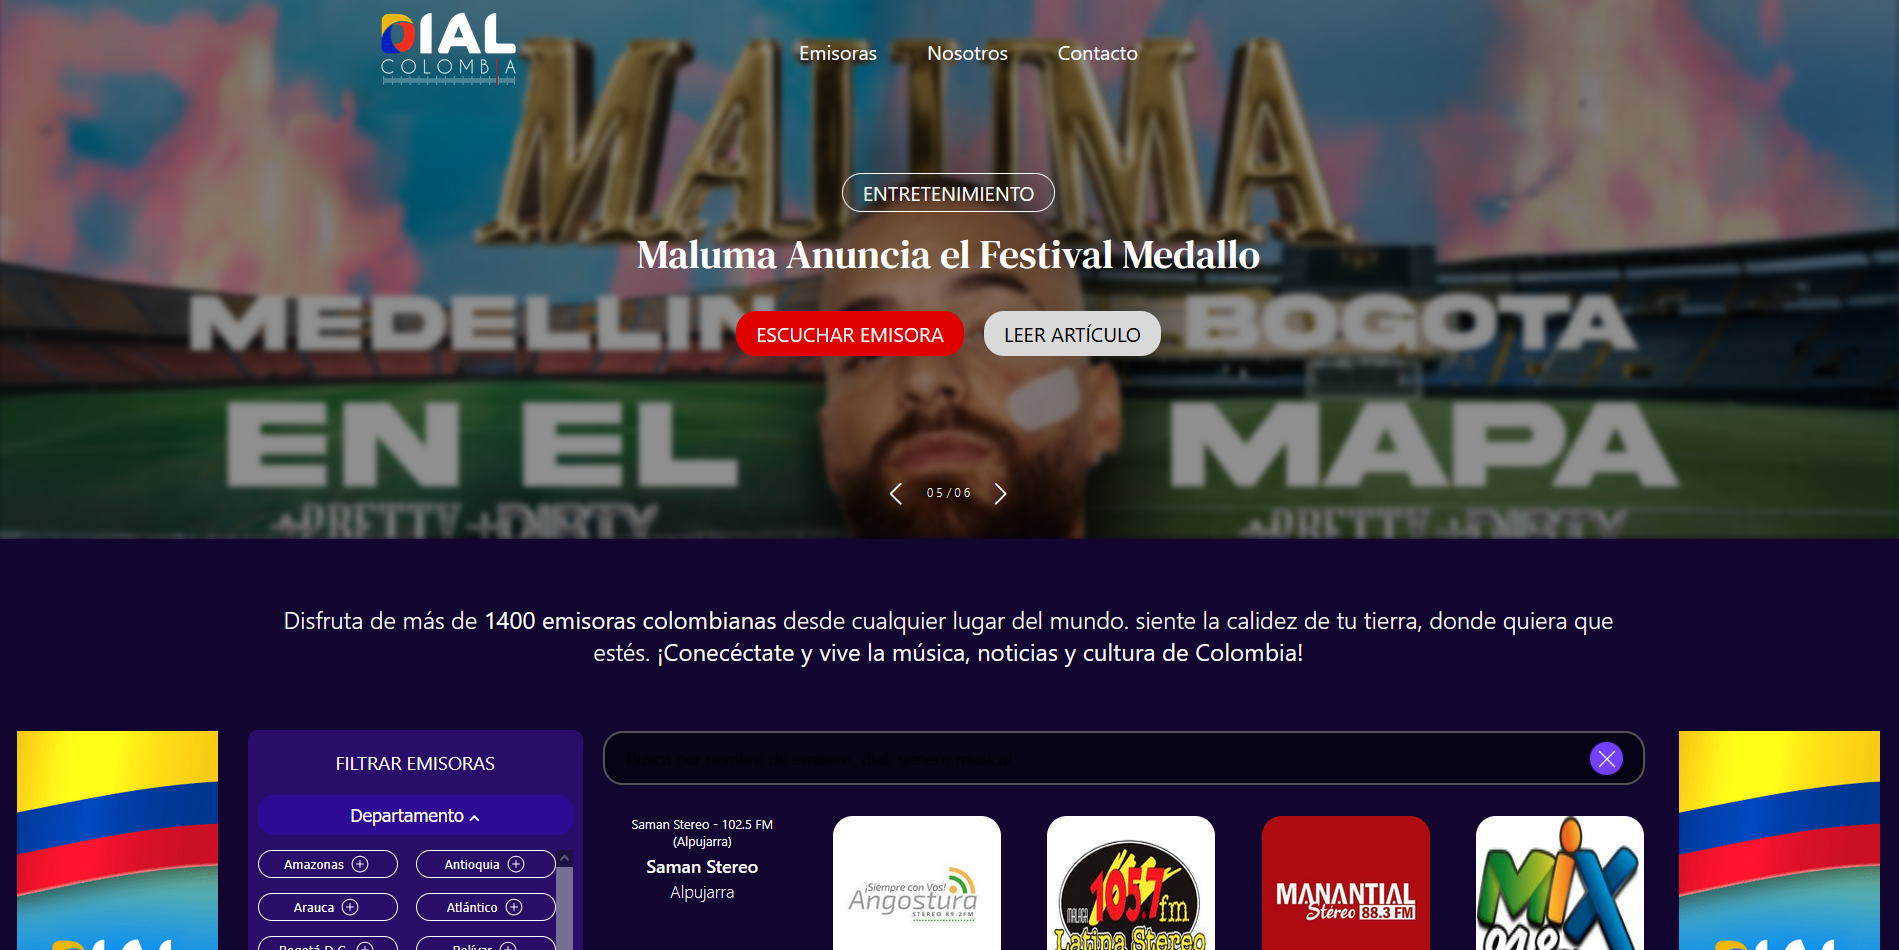 DIAL
COLOMBIA
Emisoras
Nosotros
Contacto
MALUMA
ENTRETENIMIENTO
Maluma Anuncia el Festival Medallo
MEDELLIN
BOGOTA
ESCUCHAR EMISORA
LEER ARTÍCULO
EN EL
MAPA
PRETTY + DIRTY
PRETTY + DIRTY
05/06
Disfruta de más de 1400 emisoras colombianas desde cualquier lugar del mundo. siente la calidez de tu tierra, donde quiera que
estés. ¡Conecéctate y vive la música, noticias y cultura de Colombia!
FILTRAR EMISORAS
Departamento
Amazonas
Antioquia
Arauca
Atlántico
Bogotá D.C.
Bolívar
Saman Stereo - 102.5 FM
(Alpujarra)
Saman Stereo
Alpujarra
¡Siempre con Vos!
Angostura
STEREO 89.2FM
105.7 fm
MALAGA
Latina Stereo
MANANTIAL
Stéreo 88.3 FM
MIX